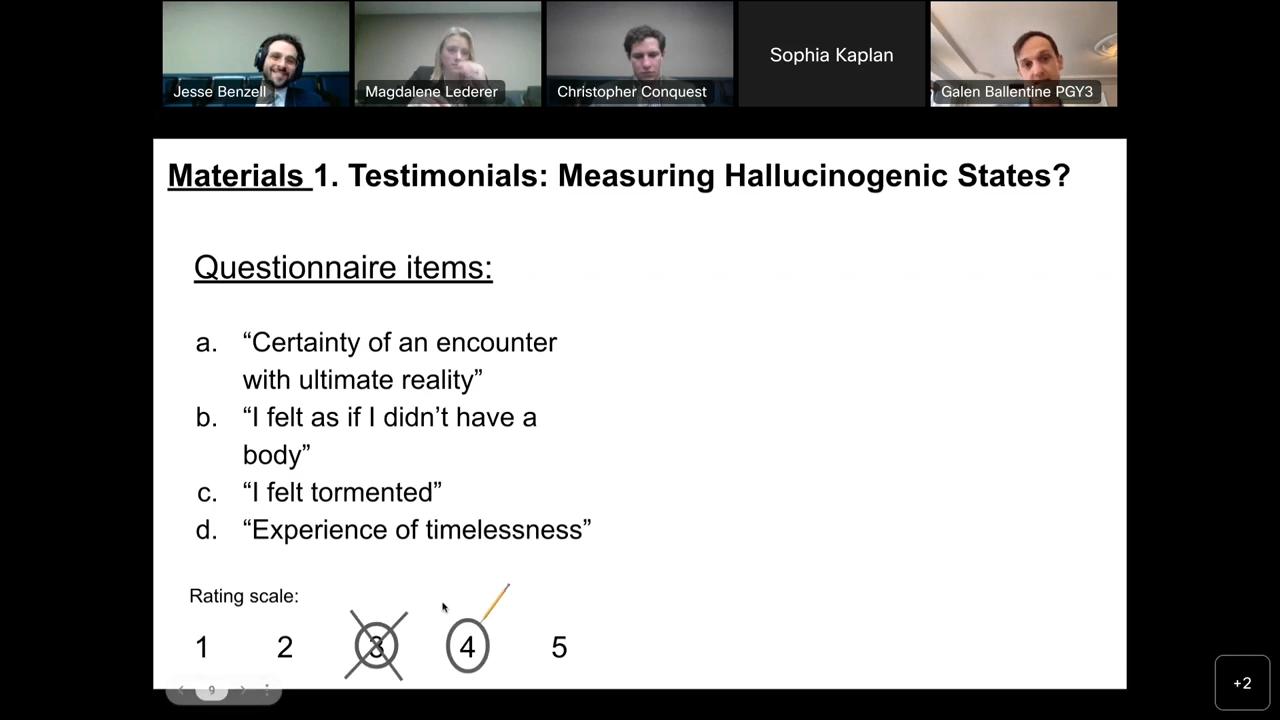 Jesse Benzell
Magdalene Lederer
Christopher Conquest
Sophia Kaplan
Galen Ballentine PGY3
Materials 1. Testimonials: Measuring Hallucinogenic States?
Questionnaire items:
a. “Certainty of an encounter
with ultimate reality”
b. “I felt as if I didn’t have a
body”
c. “I felt tormented”
d. “Experience of timelessness”
Rating scale:
1 2 3 4 5
9
+2